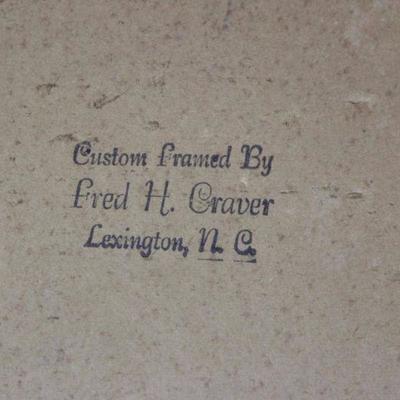 Custom Framed By
Fred H. Craver
Lexington, N. C.